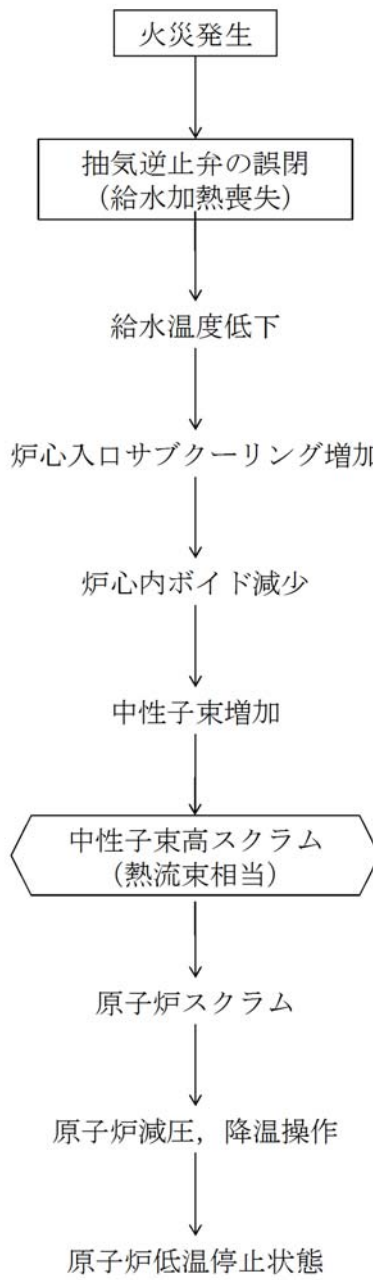 火災発生
抽気逆止弁の誤閉
（給水加熱喪失）
給水温度低下
炉心入口サブクーリング増加
炉心内ボイド減少
中性子束増加
中性子束高スクラム
（熱流束相当）
原子炉スクラム
原子炉減圧，降温操作
原子炉低温停止状態